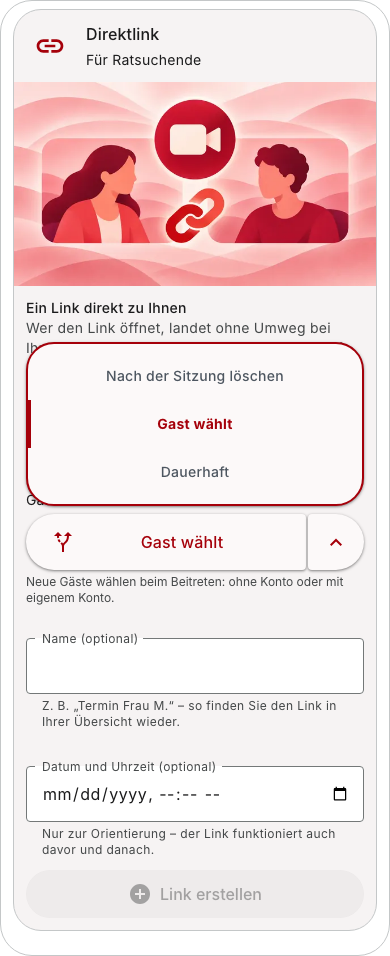 Direktlink
Für Ratsuchende
Ein Link direkt zu Ihnen
Wer den Link öffnet, landet ohne Umweg bei
Nach der Sitzung löschen
Gast wählt
Dauerhaft
Gast wählt
Neue Gäste wählen beim Beitreten: ohne Konto oder mit
eigenem Konto.
Name (optional)
Z. B. „Termin Frau M.“ – so finden Sie den Link in
Ihrer Übersicht wieder.
Datum und Uhrzeit (optional)
mm/dd/yyyy, --:-- --
Nur zur Orientierung – der Link funktioniert auch
davor und danach.
Link erstellen